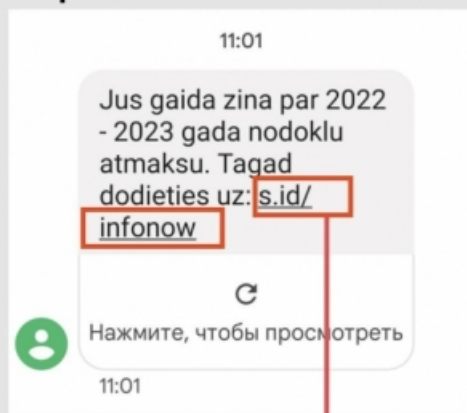 11:01
Jus gaida zina par 2022
- 2023 gada nodoklu
atmaksu. Tagad
dodieties uz: s.id/
infonow
Нажмите, чтобы просмотреть
11:01